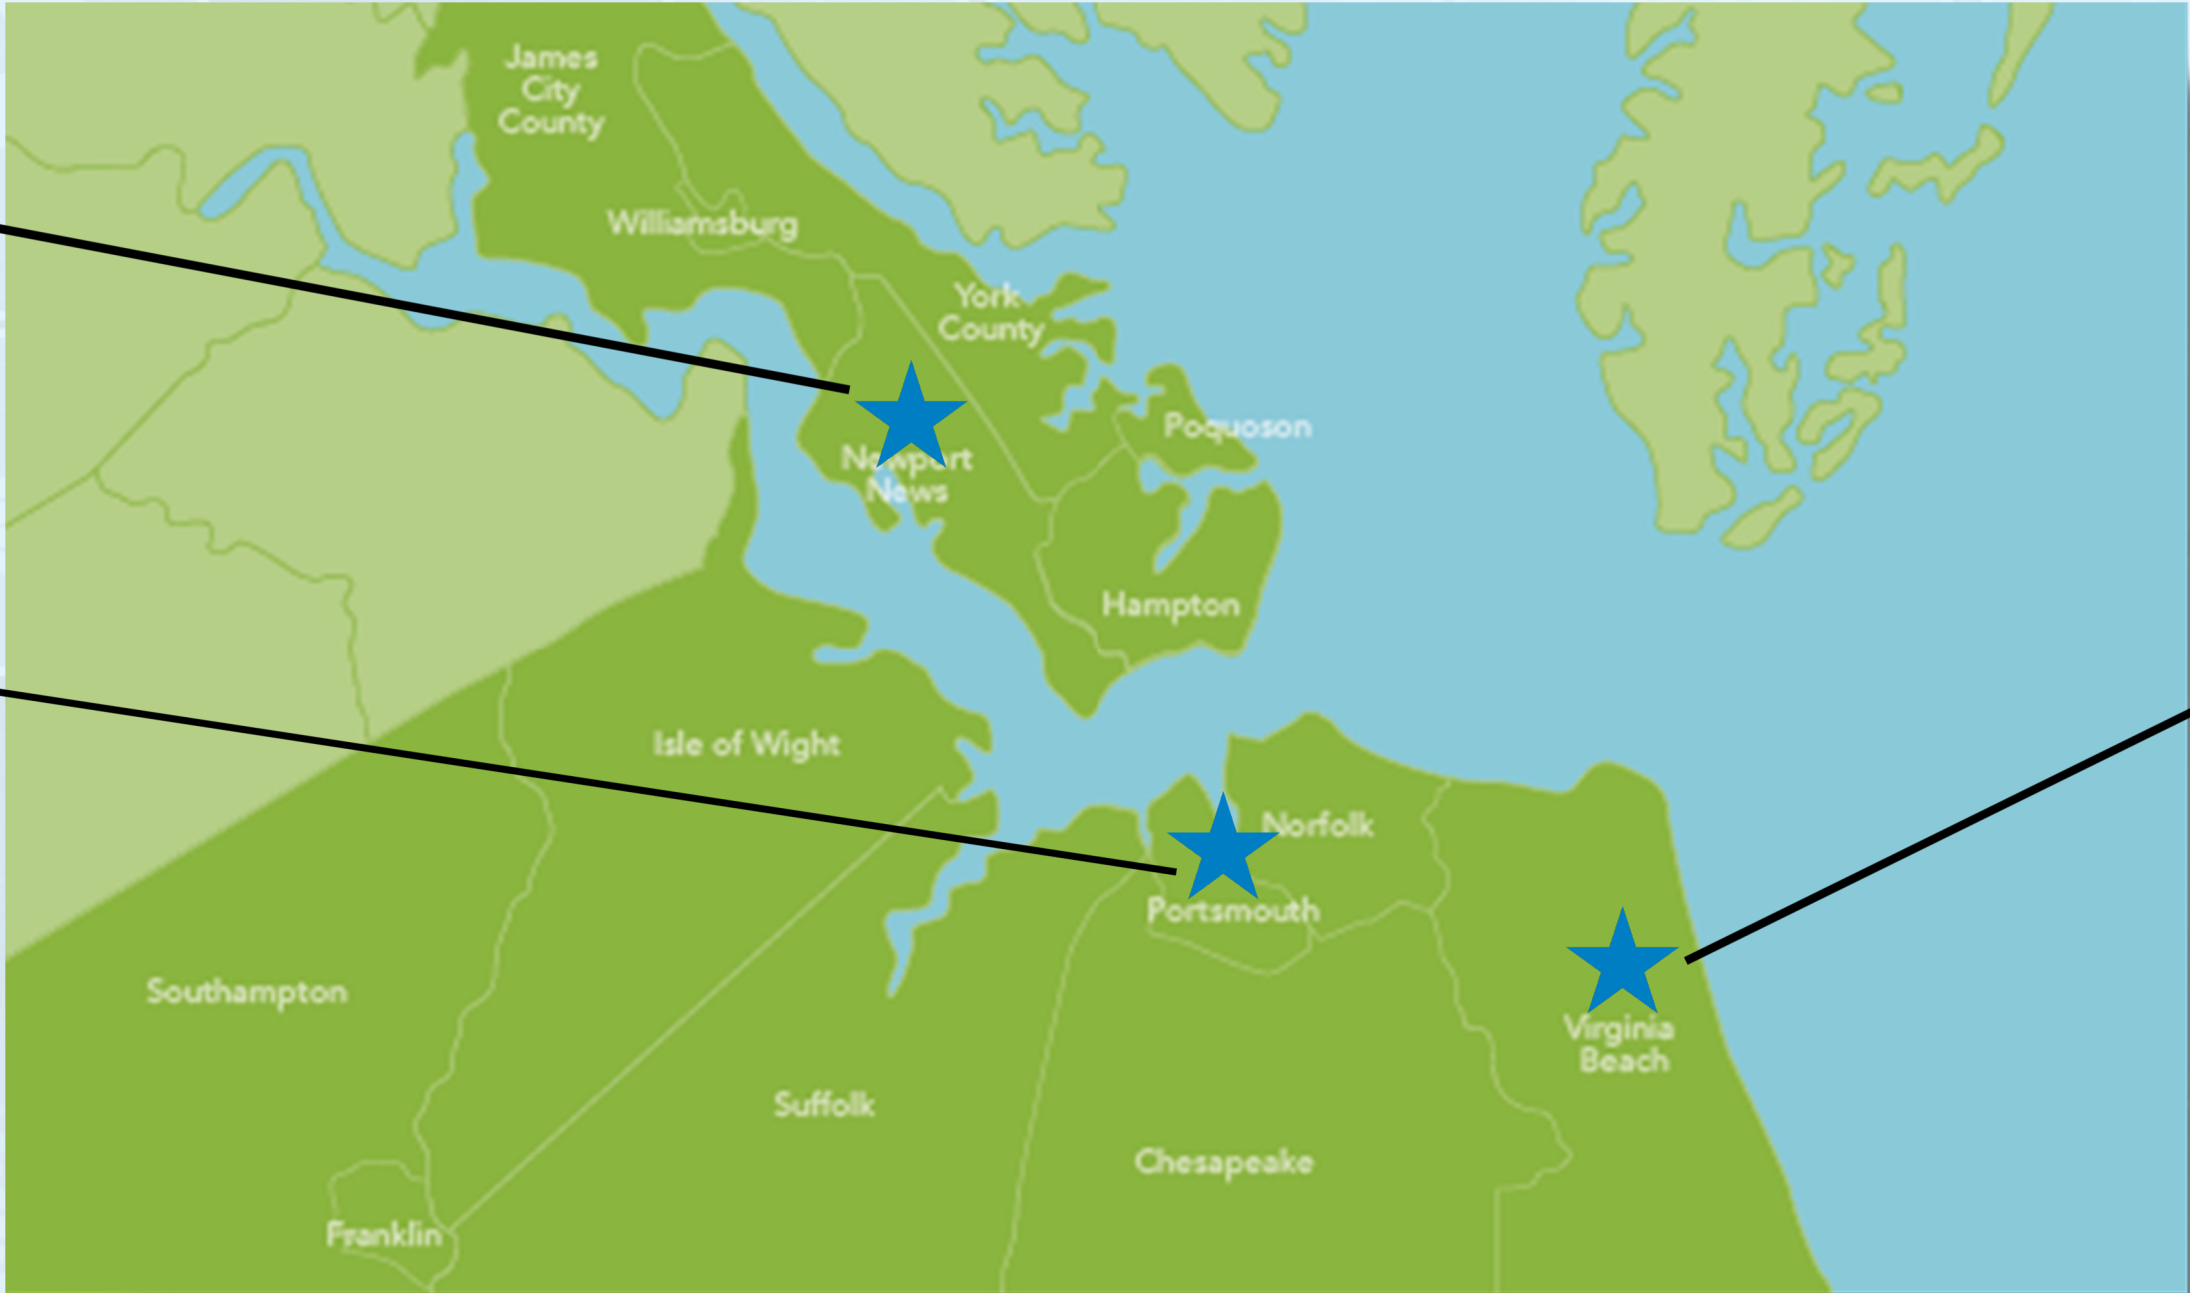 James
City
County
Williamsburg
York
County
Poquoson
Newport
News
Hampton
Isle of Wight
Norfolk
Portsmouth
Southampton
Virginia
Beach
Suffolk
Chesapeake
Franklin